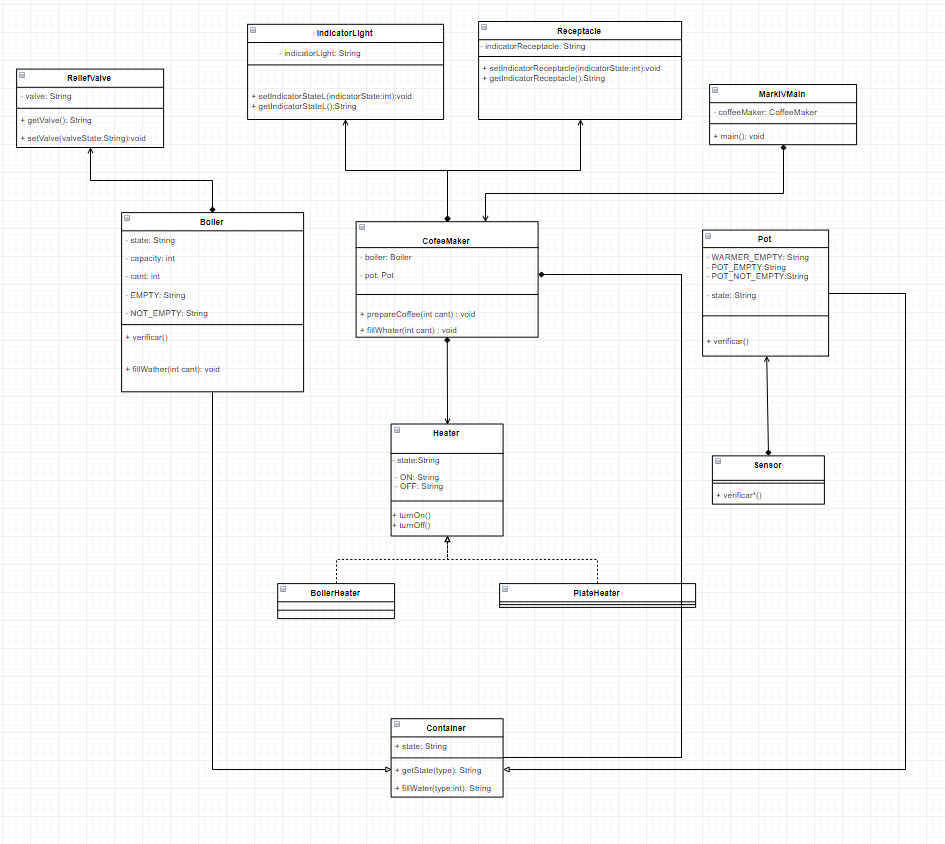 IndicatorLight
- indicatorLight: String
+ setIndicatorStateL(indicatorState:int):void
+ getIndicatorStateL():String
Receptacle
- indicatorReceptacle: String
+ setIndicatorReceptacle(indicatorState:int):void
+ getIndicatorReceptacle():String
ReliefValve
- valve: String
+ getValve(): String
+ setValve(valveState:String):void
MarkIVMain
- coffeeMaker: CoffeeMaker
+ main(): void
Boiler
- state: String
- capacity: int
- cant: int
- EMPTY: String
- NOT_EMPTY: String
+ verificar()
+ fillWather(int cant): void
CofeeMaker
- boiler: Boiler
- pot: Pot
+ prepareCoffee(int cant) : void
+ fillWhater(int cant) : void
Pot
- WARMER_EMPTY: String
- POT_EMPTY:String
- POT_NOT_EMPTY:String
- state: String
+ verificar()
Heater
- state:String
- ON: String
- OFF: String
+ turnOn()
+ turnOff()
Sensor
+ verificar*()
BoilerHeater
PlateHeater
Container
+ state: String
+ getState(type): String
+ fillWater(type:int): String